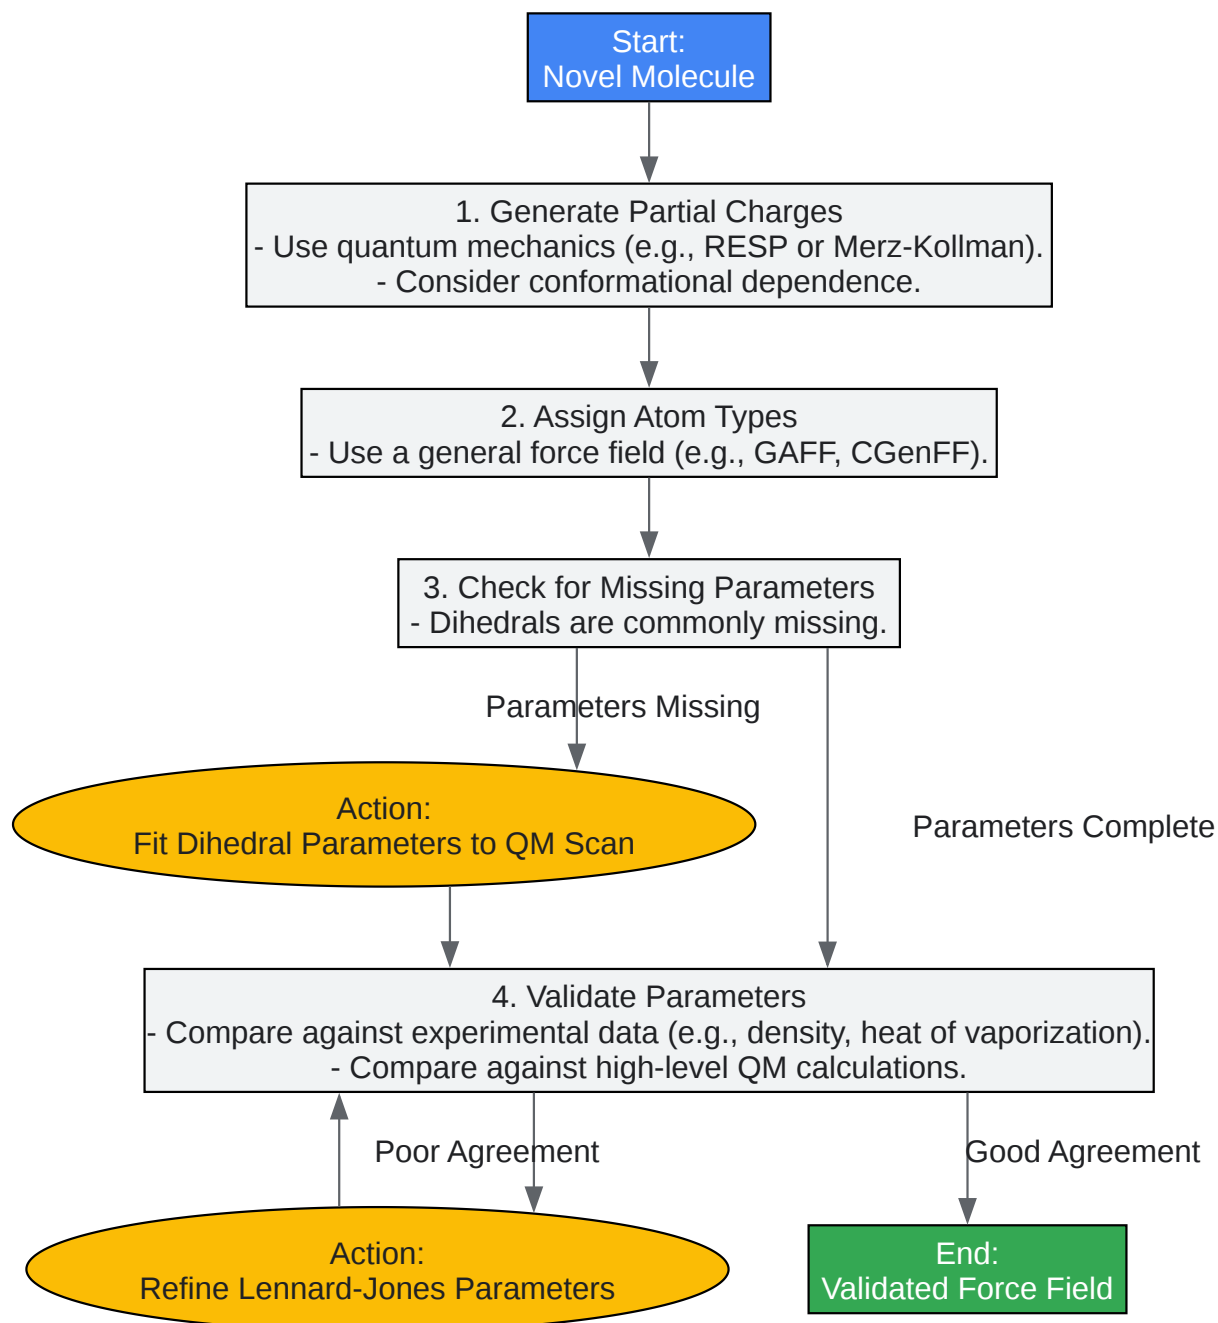 Start:
Novel Molecule
1. Generate Partial Charges
- Use quantum mechanics (e.g., RESP or Merz-Kollman).
- Consider conformational dependence.
2. Assign Atom Types
- Use a general force field (e.g., GAFF, CGenFF).
3. Check for Missing Parameters
- Dihedrals are commonly missing.
Parameters Missing
Action:
Fit Dihedral Parameters to QM Scan
Parameters Complete
4. Validate Parameters
- Compare against experimental data (e.g., density, heat of vaporization).
- Compare against high-level QM calculations.
Poor Agreement
Good Agreement
Action:
Refine Lennard-Jones Parameters
End:
Validated Force Field